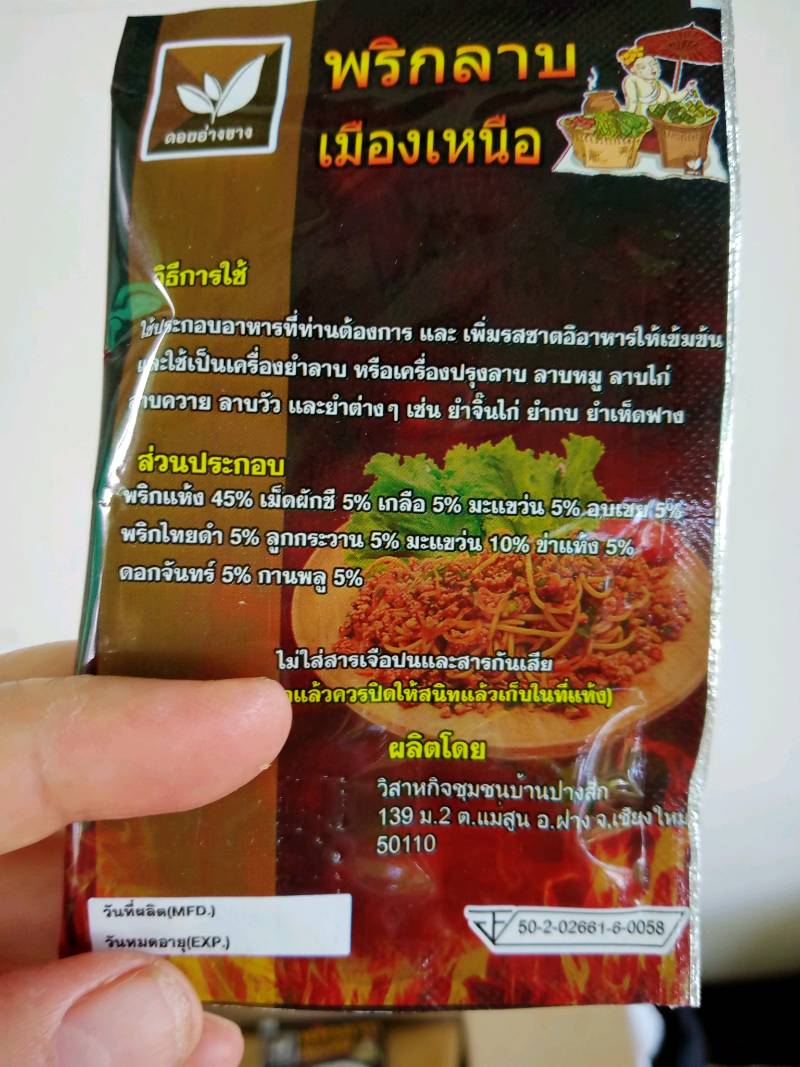 ดอยอ่างขาง
พริกลาบ
เมืองเหนือ
วิธีการใช้
ใช้ประกอบอาหารที่ท่านต้องการ และ เพิ่มรสชาดอิอาหารให้เข้มข้น
และใช้เป็นเครื่องยำลาบ หรือเครื่องปรุงลาบ ลาบหมู ลาบไก่
ลาบควาย ลาบวัว และยำต่างๆ เช่น ยำจิ๊นไก่ ยำกบ ยำเห็ดฟาง
ส่วนประกอบ
พริกแห้ง 45% เม็ดผักชี 5% เกลือ 5% มะแขว่น 5% อบเชย 5%
พริกไทยดำ 5% ลูกกระวาน 5% มะแขว่น 10% ข่าแห้ง 5%
ดอกจันทร์ 5% กานพลู 5%
ไม่ใส่สารเจือปนและสารกันเสีย
แล้วควรปิดให้สนิทแล้วเก็บในที่แห้ง)
ผลิตโดย
วิสาหกิจชุมชนบ้านปางสัก
139 ม.2 ต.แม่สูน อ.ฝาง จ.เชียงใหม่
50110
วันที่ผลิต(MFD.)
วันหมดอายุ(EXP.)
50-2-02661-6-0058